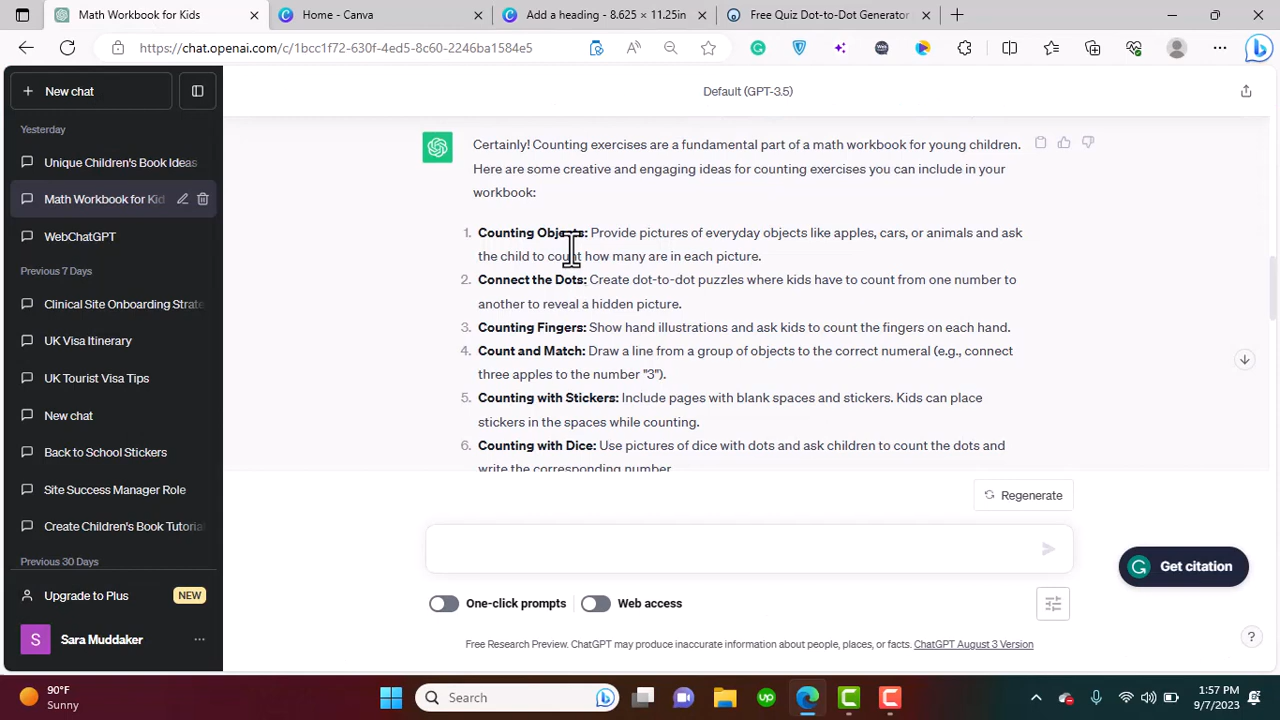 Math Workbook for Kids
Home - Canva
Add a heading - 8.625 × 11.25in
Free Quiz Dot-to-Dot Generator
https://chat.openai.com/c/1bcc1f72-630f-4ed5-8c60-2246ba1584e5
New chat
Default (GPT-3.5)
Yesterday
Unique Children's Book Ideas
Math Workbook for Kid
WebChatGPT
Previous 7 Days
Clinical Site Onboarding Strate
UK Visa Itinerary
UK Tourist Visa Tips
New chat
Back to School Stickers
Site Success Manager Role
Create Children's Book Tutoria
Previous 30 Days
Upgrade to Plus
NEW
S
Sara Muddaker
Certainly! Counting exercises are a fundamental part of a math workbook for young children.
Here are some creative and engaging ideas for counting exercises you can include in your
workbook:
1. Counting Objects: Provide pictures of everyday objects like apples, cars, or animals and ask
the child to count how many are in each picture.
2. Connect the Dots: Create dot-to-dot puzzles where kids have to count from one number to
another to reveal a hidden picture.
3. Counting Fingers: Show hand illustrations and ask kids to count the fingers on each hand.
4. Count and Match: Draw a line from a group of objects to the correct numeral (e.g., connect
three apples to the number "3").
5. Counting with Stickers: Include pages with blank spaces and stickers. Kids can place
stickers in the spaces while counting.
6. Counting with Dice: Use pictures of dice with dots and ask children to count the dots and
write the corresponding number.
Regenerate
Get citation
One-click prompts
Web access
Free Research Preview. ChatGPT may produce inaccurate information about people, places, or facts. ChatGPT August 3 Version
?
90°F
Sunny
Search
1:57 PM
9/7/2023